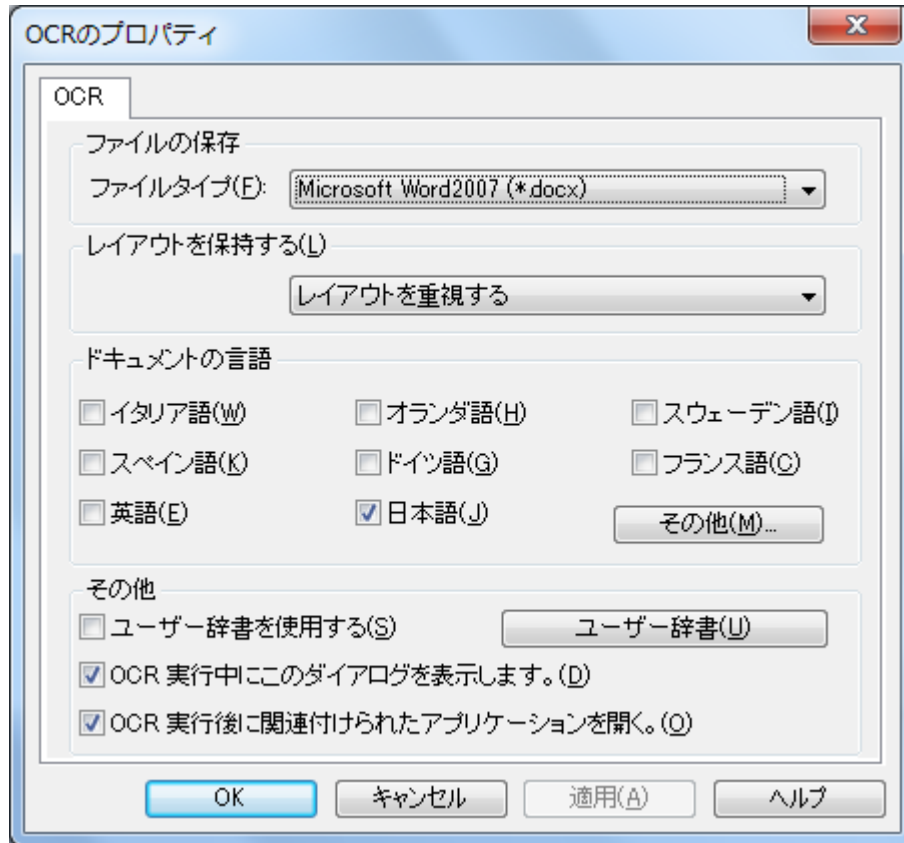 OCRのプロパティ
OCR
ファイルの保存
ファイルタイプ(F): Microsoft Word2007 (*.docx)
レイアウトを保持する(L)
レイアウトを重視する
ドキュメントの言語
イタリア語(W) オランダ語(H) スウェーデン語(I)
スペイン語(K) ドイツ語(G) フランス語(C)
英語(E) 日本語(J) その他(M)...
その他
ユーザー辞書を使用する(S) ユーザー辞書(U)
OCR 実行中にこのダイアログを表示します。(D)
OCR 実行後に関連付けられたアプリケーションを開く。(O)
OK キャンセル 適用(A) ヘルプ